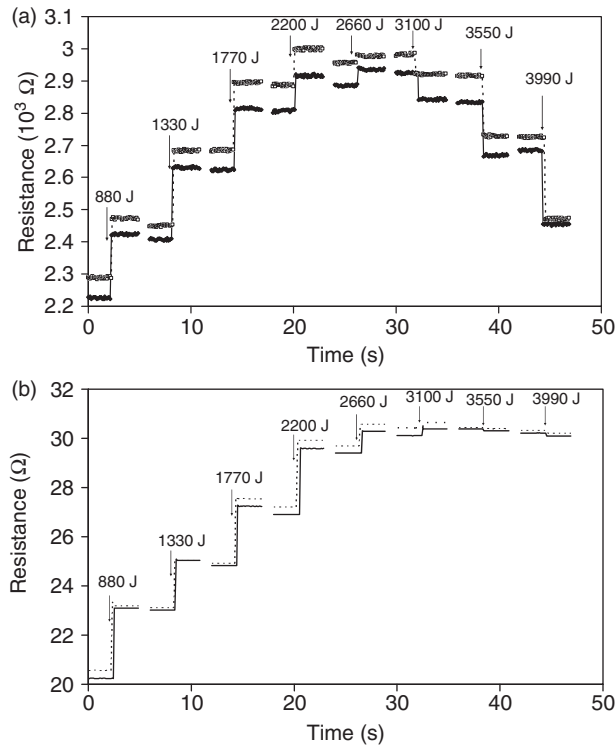 (a)
3.1
3
2.9
2.8
2.7
2.6
2.5
2.4
2.3
2.2
Resistance (10³ Ω)
880 J
1330 J
1770 J
2200 J
2660 J
3100 J
3550 J
3990 J
0
10
20
30
40
50
Time (s)
(b)
32
30
28
26
24
22
20
Resistance (Ω)
880 J
1330 J
1770 J
2200 J
2660 J
3100 J
3550 J
3990 J
0
10
20
30
40
50
Time (s)